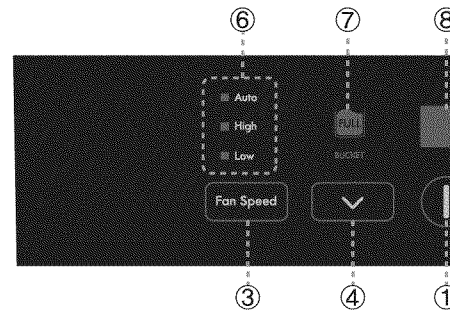 ⑥ ⑦ ⑧
Auto
High
Low
FULL
BUCKET
Fan Speed
③ ④ ①